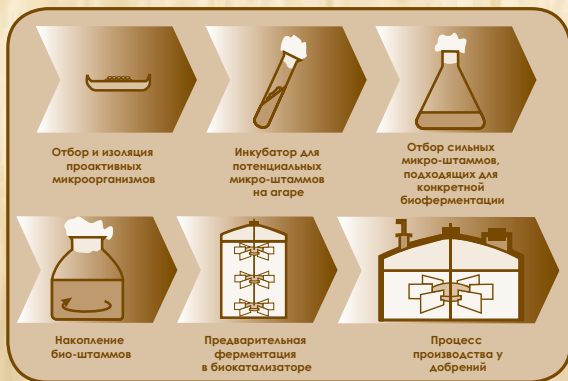 Отбор и изоляция
проактивных
микроорганизмов
Инкубатор для
потенциальных
микро-штаммов
на агаре
Отбор сильных
микро-штаммов,
подходящих для
конкретной
биоферментации
Накопление
био-штаммов
Предварительная
ферментация
в биокатализаторе
Процесс
производства у
добрений